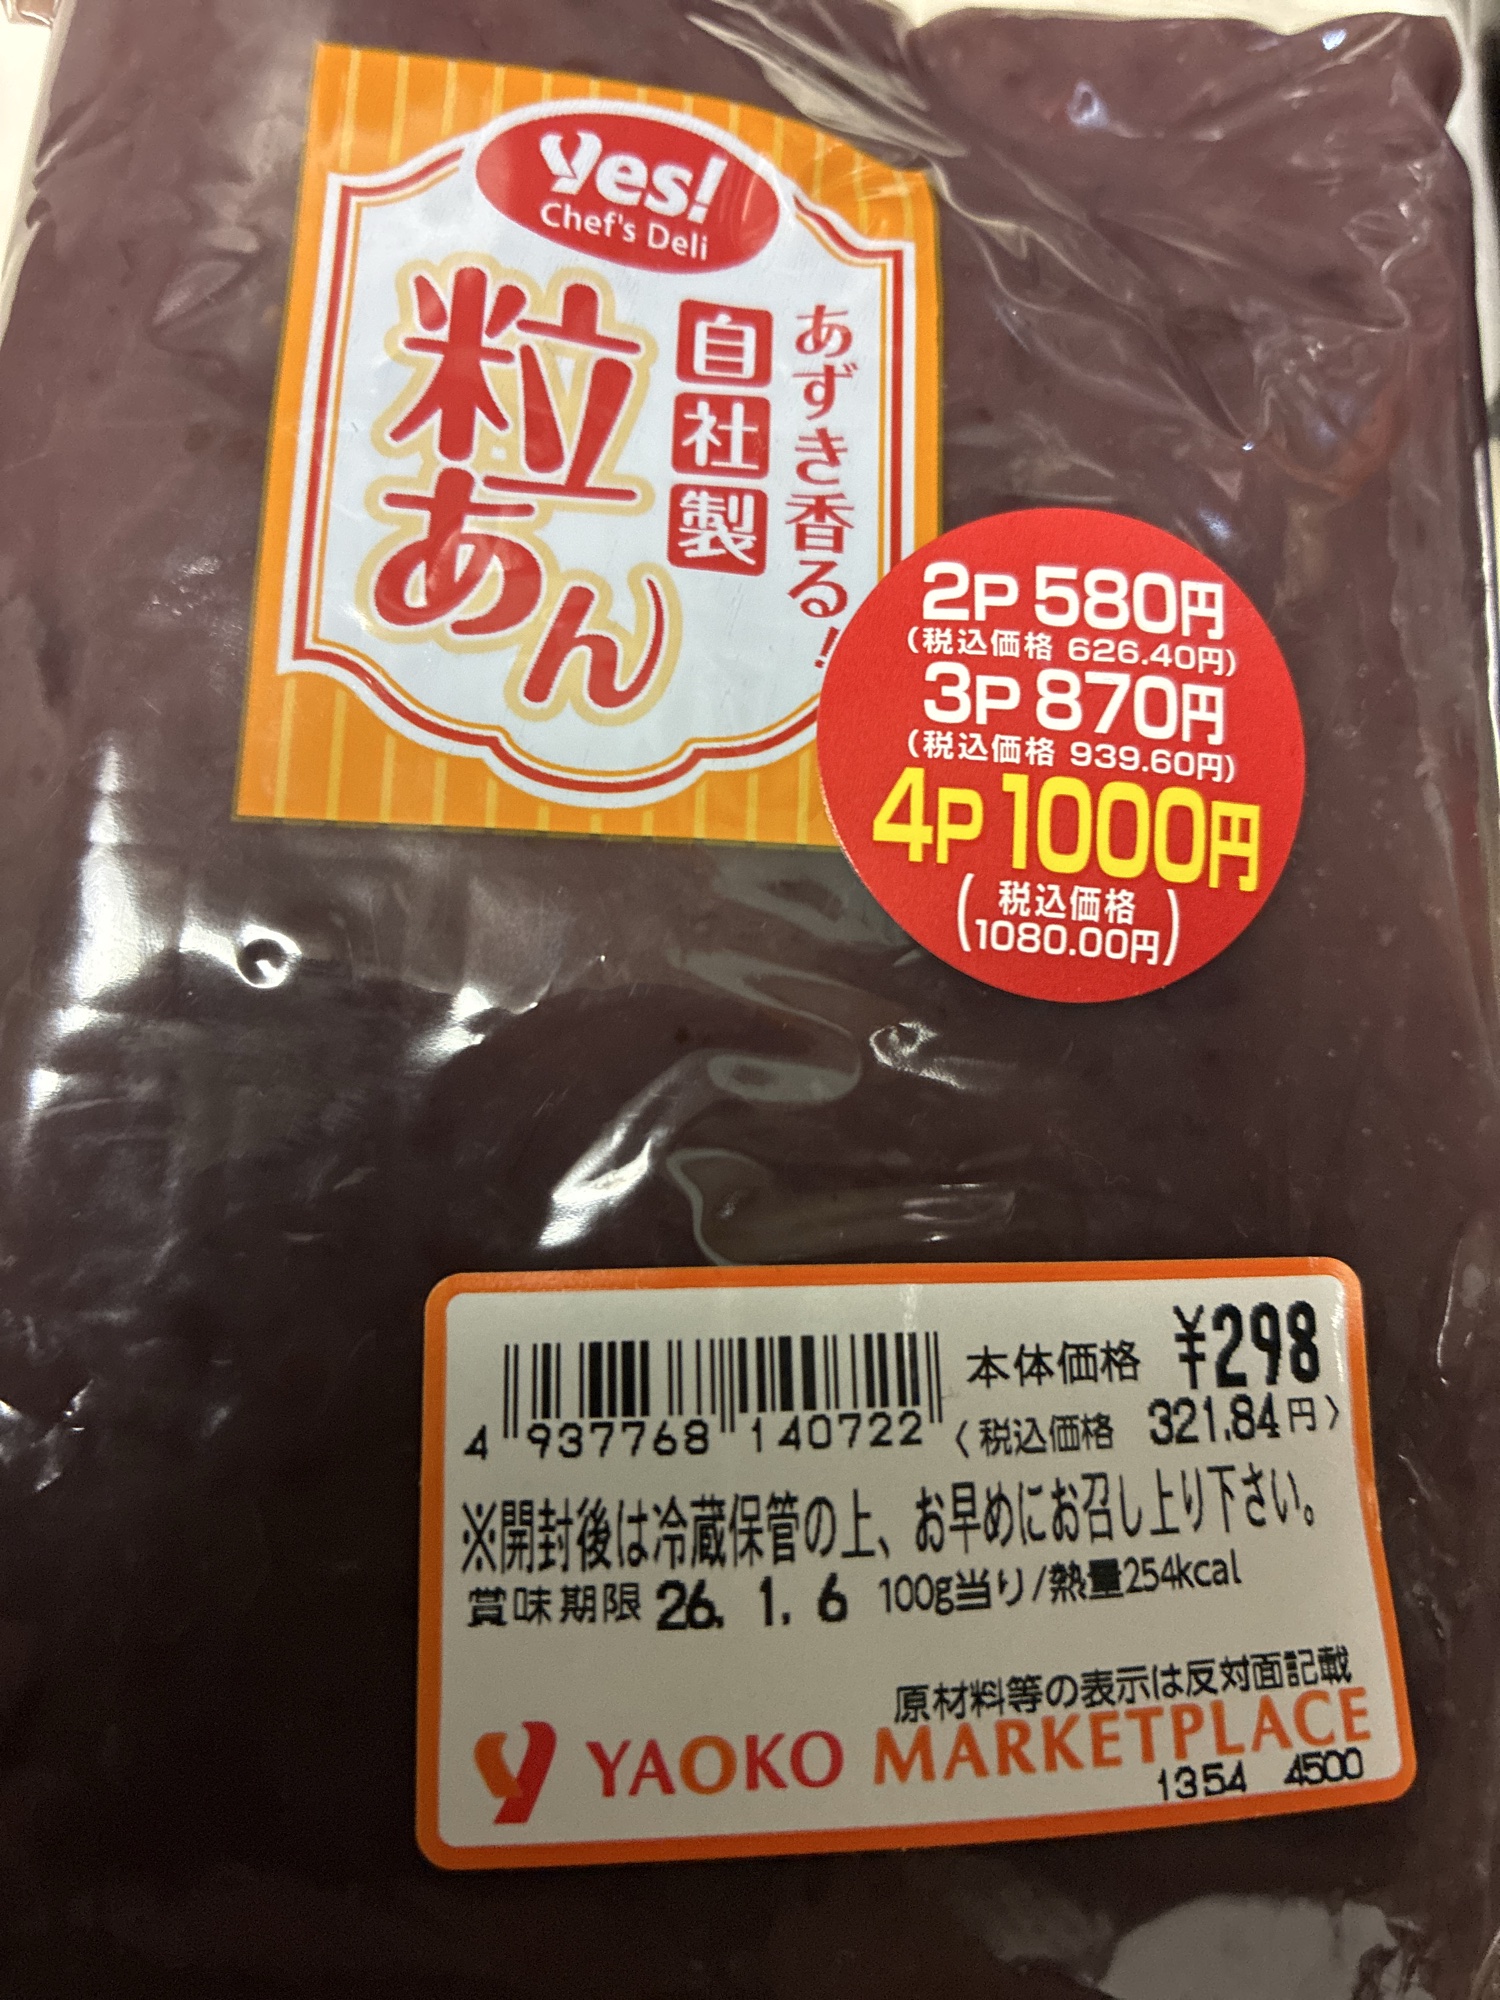 yes!
Chef's Deli
あずき香る!
自社製
粒あん
2P 580円
(税込価格 626.40円)
3P 870円
(税込価格 939.60円)
4P 1000円
(税込価格
1080.00円)
本体価格 ¥298
4 937768 140722 〈税込価格 321.84円〉
※開封後は冷蔵保管の上、お早めにお召し上り下さい。
賞味期限 26. 1. 6 100g当り/熱量254kcal
原材料等の表示は反対面記載
YAOKO MARKETPLACE
1354 4500